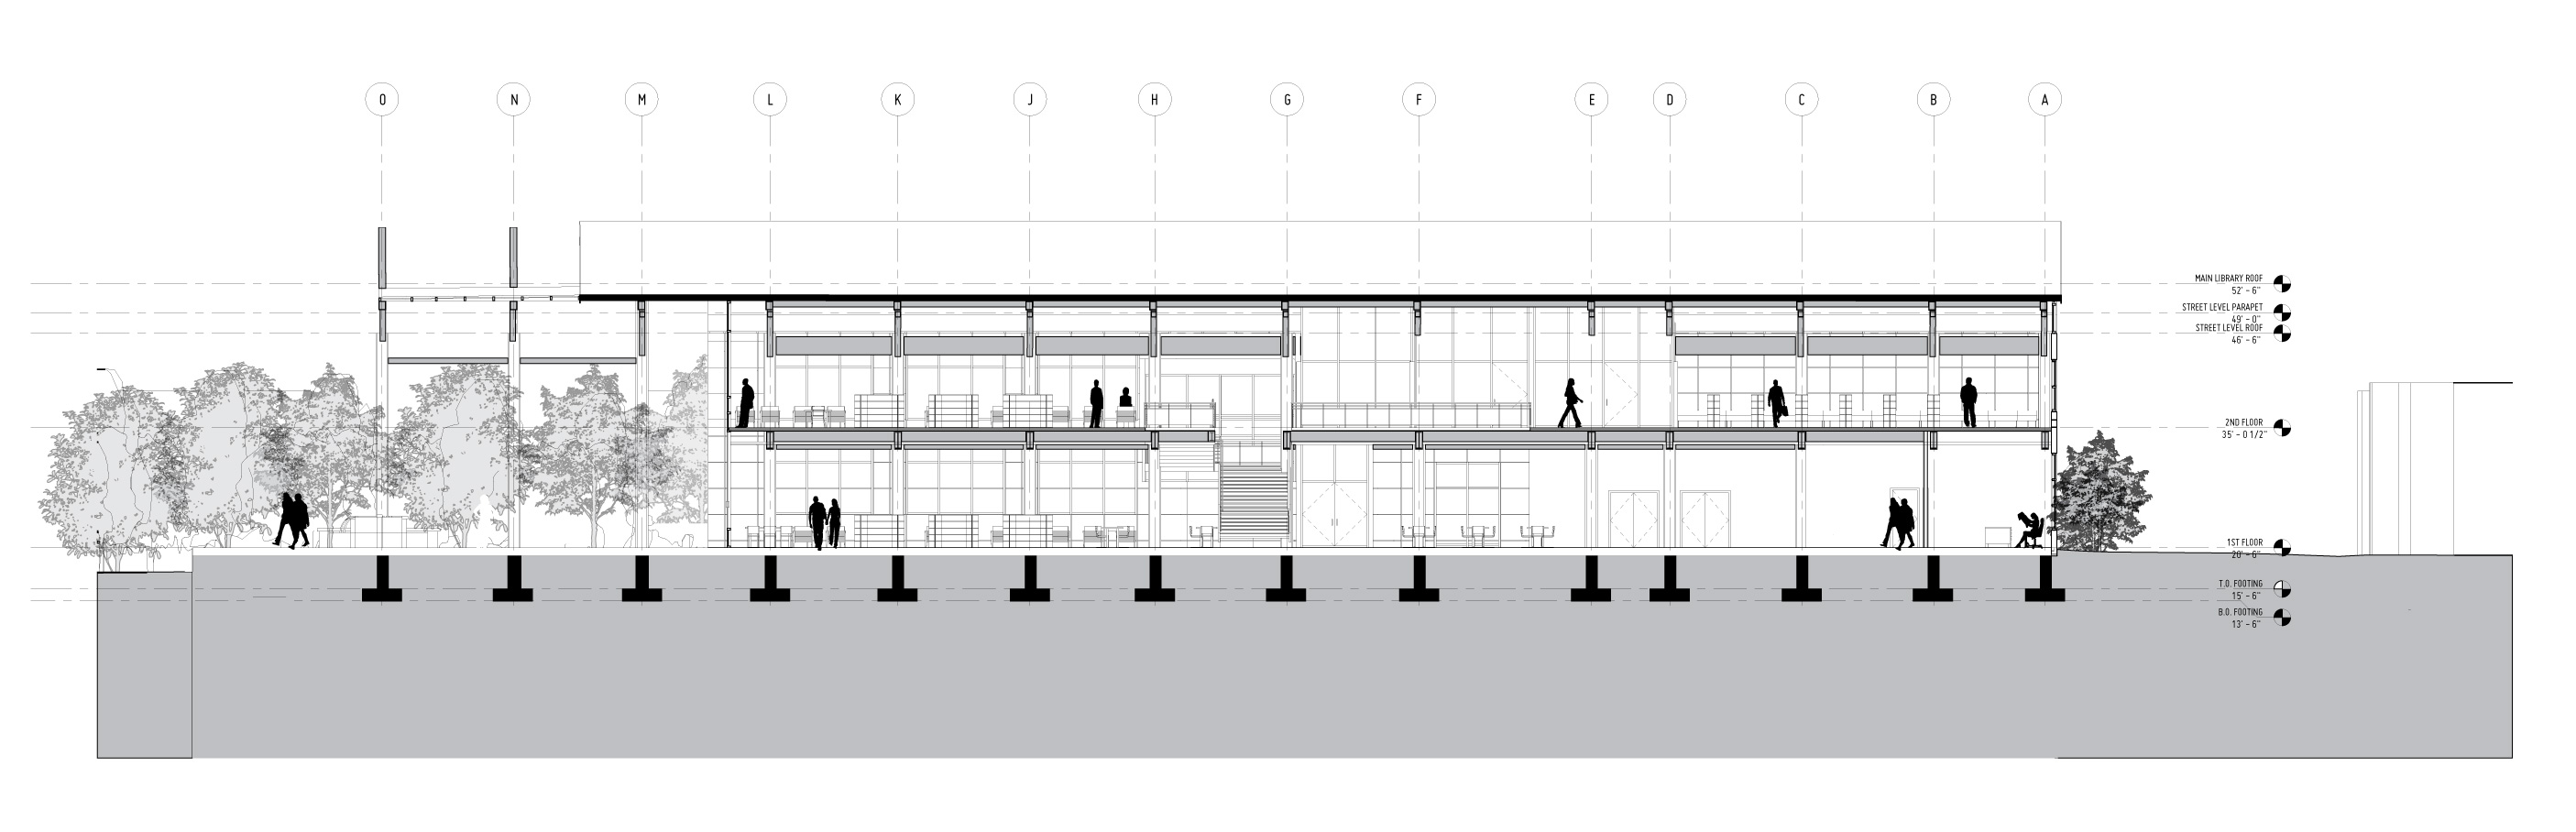 O N M L K J H G F E D C B A
MAIN LIBRARY ROOF
52' - 6"
STREET LEVEL PARAPET
49' - 0"
STREET LEVEL ROOF
46' - 6"
2ND FLOOR
35' - 0 1/2"
1ST FLOOR
20' - 6"
T.O. FOOTING
15' - 6"
B.O. FOOTING
13' - 6"